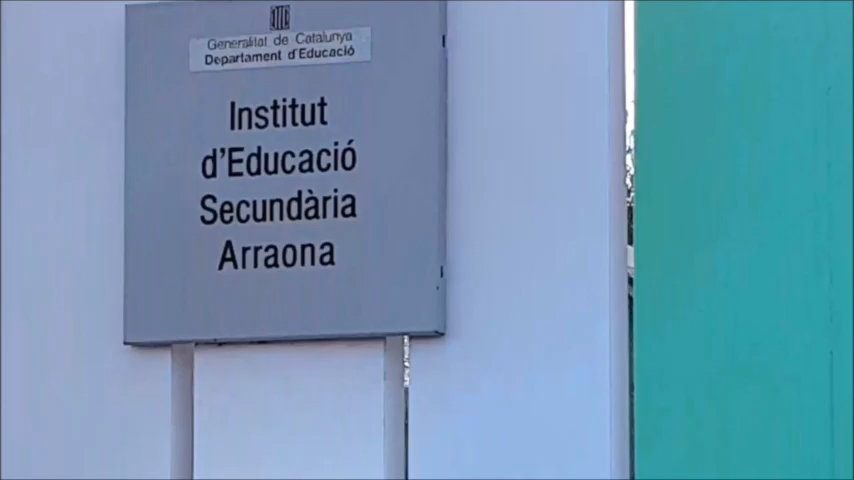 Generalitat de Catalunya
Departament d'Educació
Institut
d'Educació
Secundària
Arraona